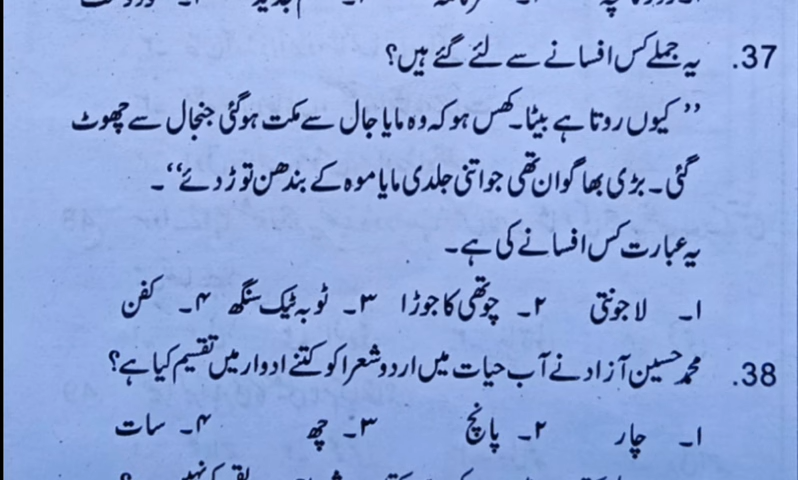 37. یہ جملے کس افسانے سے لئے گئے ہیں؟
’’ کیوں روتا ہے بیٹا۔ کھس ہو کہ وہ مایا جال سے مکت ہوگئی جنجال سے چھوٹ
گئی۔ بڑی بھاگوان تھی جو اتنی جلدی مایا موہ کے بندھن توڑ دئے‘‘۔
یہ عبارت کس افسانے کی ہے۔
۱۔ لاجونتی ۲۔ چوتھی کا جوڑا ۳۔ ٹوبہ ٹیک سنگھ ۴۔ کفن
38. محمد حسین آزاد نے آب حیات میں اردو شعرا کو کتنے ادوار میں تقسیم کیا ہے؟
۱۔ چار ۲۔ پانچ ۳۔ چھ ۴۔ سات